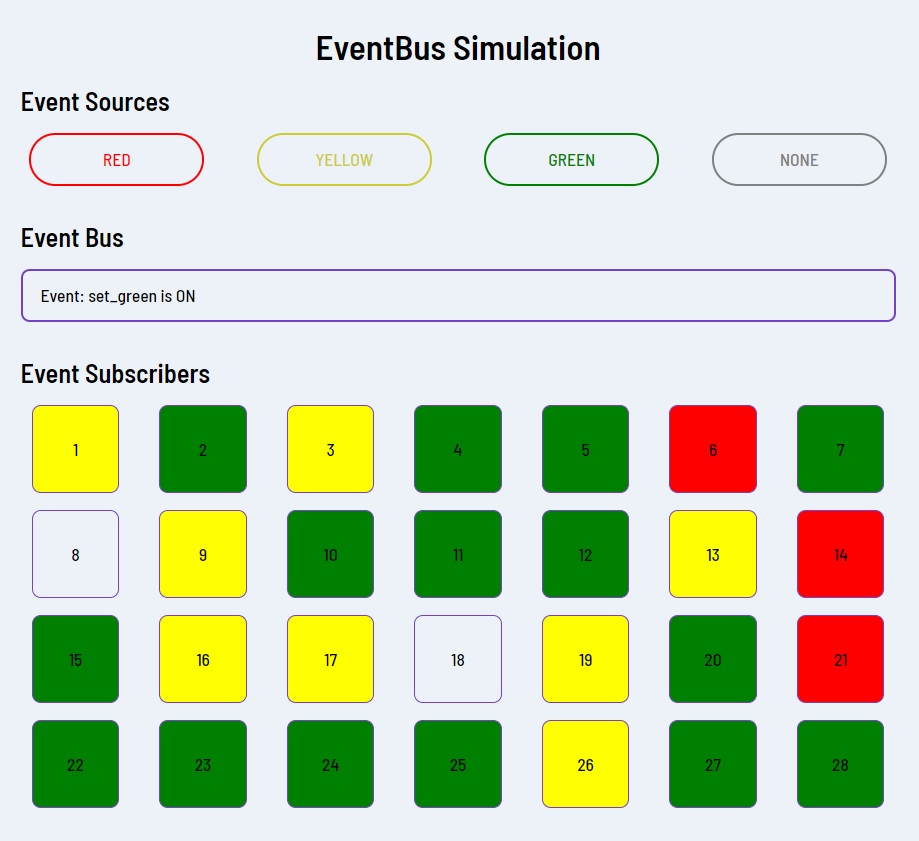 EventBus Simulation
Event Sources
RED YELLOW GREEN NONE
Event Bus
Event: set_green is ON
Event Subscribers
1 2 3 4 5 6 7
8 9 10 11 12 13 14
15 16 17 18 19 20 21
22 23 24 25 26 27 28